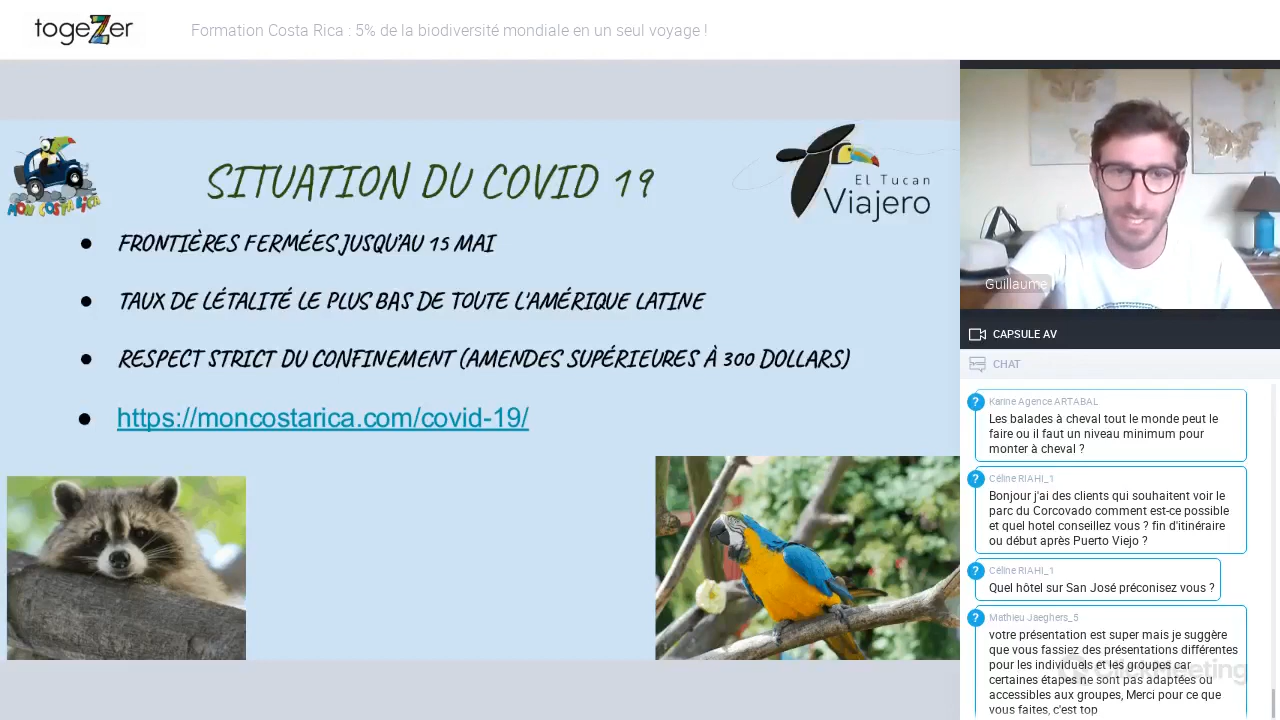 togeZer
Formation Costa Rica : 5% de la biodiversité mondiale en un seul voyage !
MON COSTA RICA
SITUATION DU COVID 19
El Tucan
Viajero
● FRONTIÈRES FERMÉES JUSQU'AU 15 MAI
● TAUX DE LÉTALITÉ LE PLUS BAS DE TOUTE L'AMÉRIQUE LATINE
● RESPECT STRICT DU CONFINEMENT (AMENDES SUPÉRIEURES À 300 DOLLARS)
● https://moncostarica.com/covid-19/
Guillaume
CAPSULE AV
CHAT
? Karine Agence ARTABAL
Les balades à cheval tout le monde peut le
faire ou il faut un niveau minimum pour
monter à cheval ?
? Céline RIAHI_1
Bonjour j'ai des clients qui souhaitent voir le
parc du Corcovado comment est-ce possible
et quel hotel conseillez vous ? fin d'itinéraire
ou début après Puerto Viejo ?
? Céline RIAHI_1
Quel hôtel sur San José préconisez vous ?
? Mathieu Jaeghers_5
votre présentation est super mais je suggère
que vous fassiez des présentations différentes
pour les individuels et les groupes car
certaines étapes ne sont pas adaptées ou
accessibles aux groupes, Merci pour ce que
vous faites, c'est top
ClickMeeting